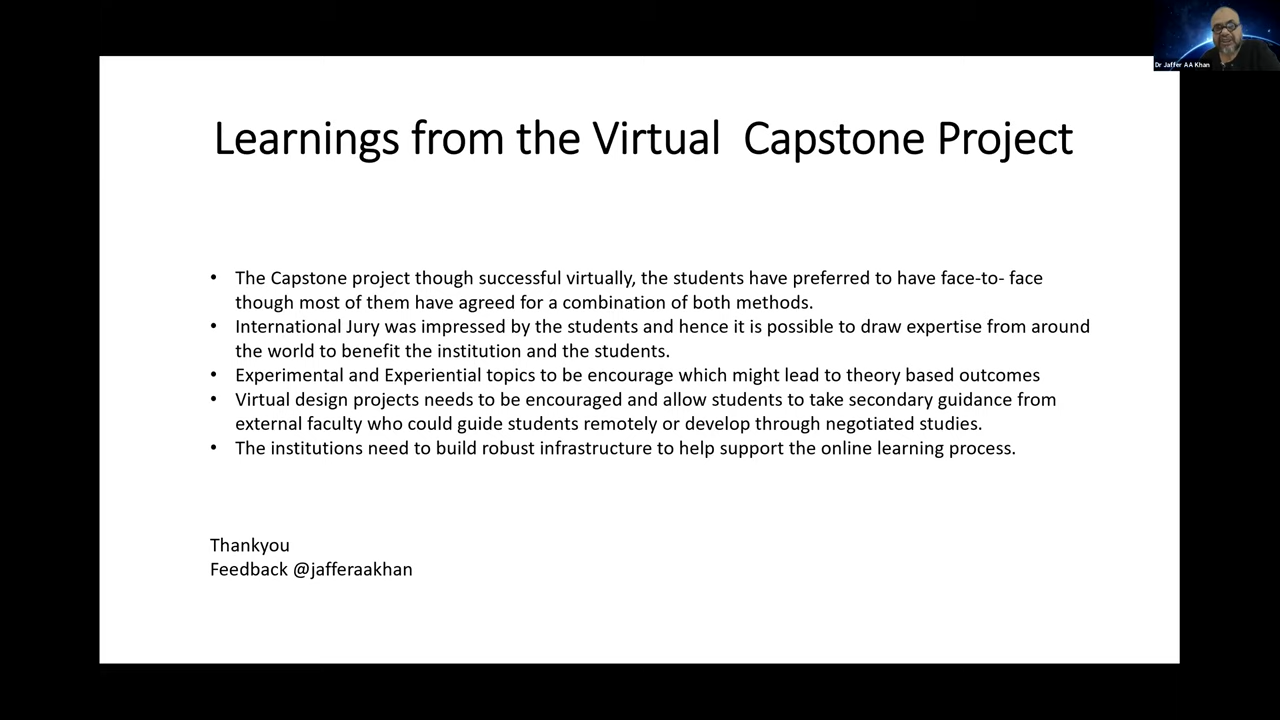 Dr Jaffer AA Khan
Learnings from the Virtual  Capstone Project
• The Capstone project though successful virtually, the students have preferred to have face-to- face
though most of them have agreed for a combination of both methods.
• International Jury was impressed by the students and hence it is possible to draw expertise from around
the world to benefit the institution and the students.
• Experimental and Experiential topics to be encourage which might lead to theory based outcomes
• Virtual design projects needs to be encouraged and allow students to take secondary guidance from
external faculty who could guide students remotely or develop through negotiated studies.
• The institutions need to build robust infrastructure to help support the online learning process.
Thankyou
Feedback @jafferaakhan